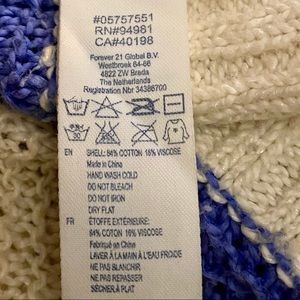 #05757551
RN#94981
CA#40198
Forever 21 Global B.V.
Westbroek 64-66
4822 ZW Breda
The Netherlands
Registration Nbr 34386700
30
EN SHELL: 84% COTTON 16% VISCOSE
Made in China
HAND WASH COLD
DO NOT BLEACH
DO NOT IRON
DRY FLAT
FR ÉTOFFE EXTÉRIEURE:
84% COTON 16% VISCOSE
Fabriqué en China
LAVER À LA MAIN À L'EAU FROIDE
NE PAS BLANCHIR
NE PAS REPASSER
SÉCHER À PLAT